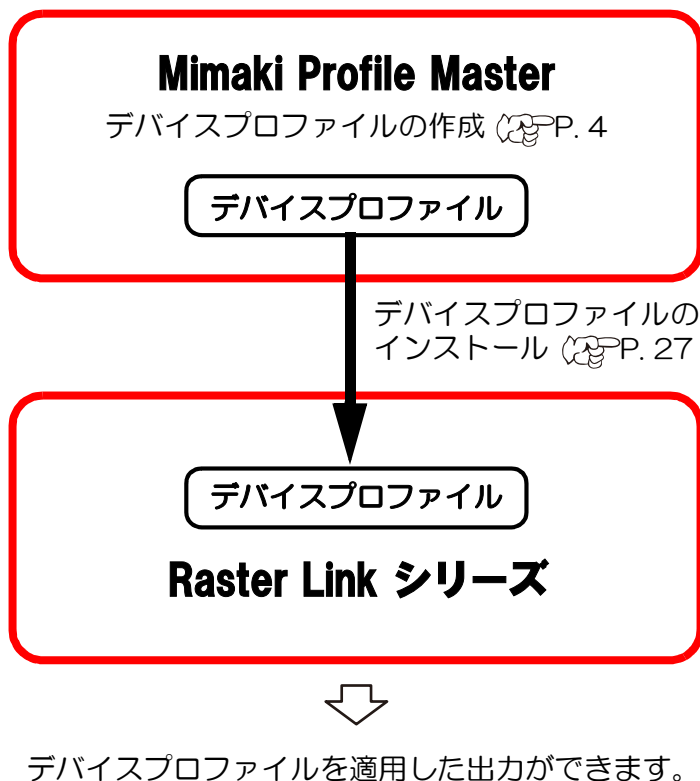 Mimaki Profile Master
デバイスプロファイルの作成 (P. 4
デバイスプロファイル
デバイスプロファイルの
インストール (P. 27
デバイスプロファイル
Raster Link シリーズ
デバイスプロファイルを適用した出力ができます。